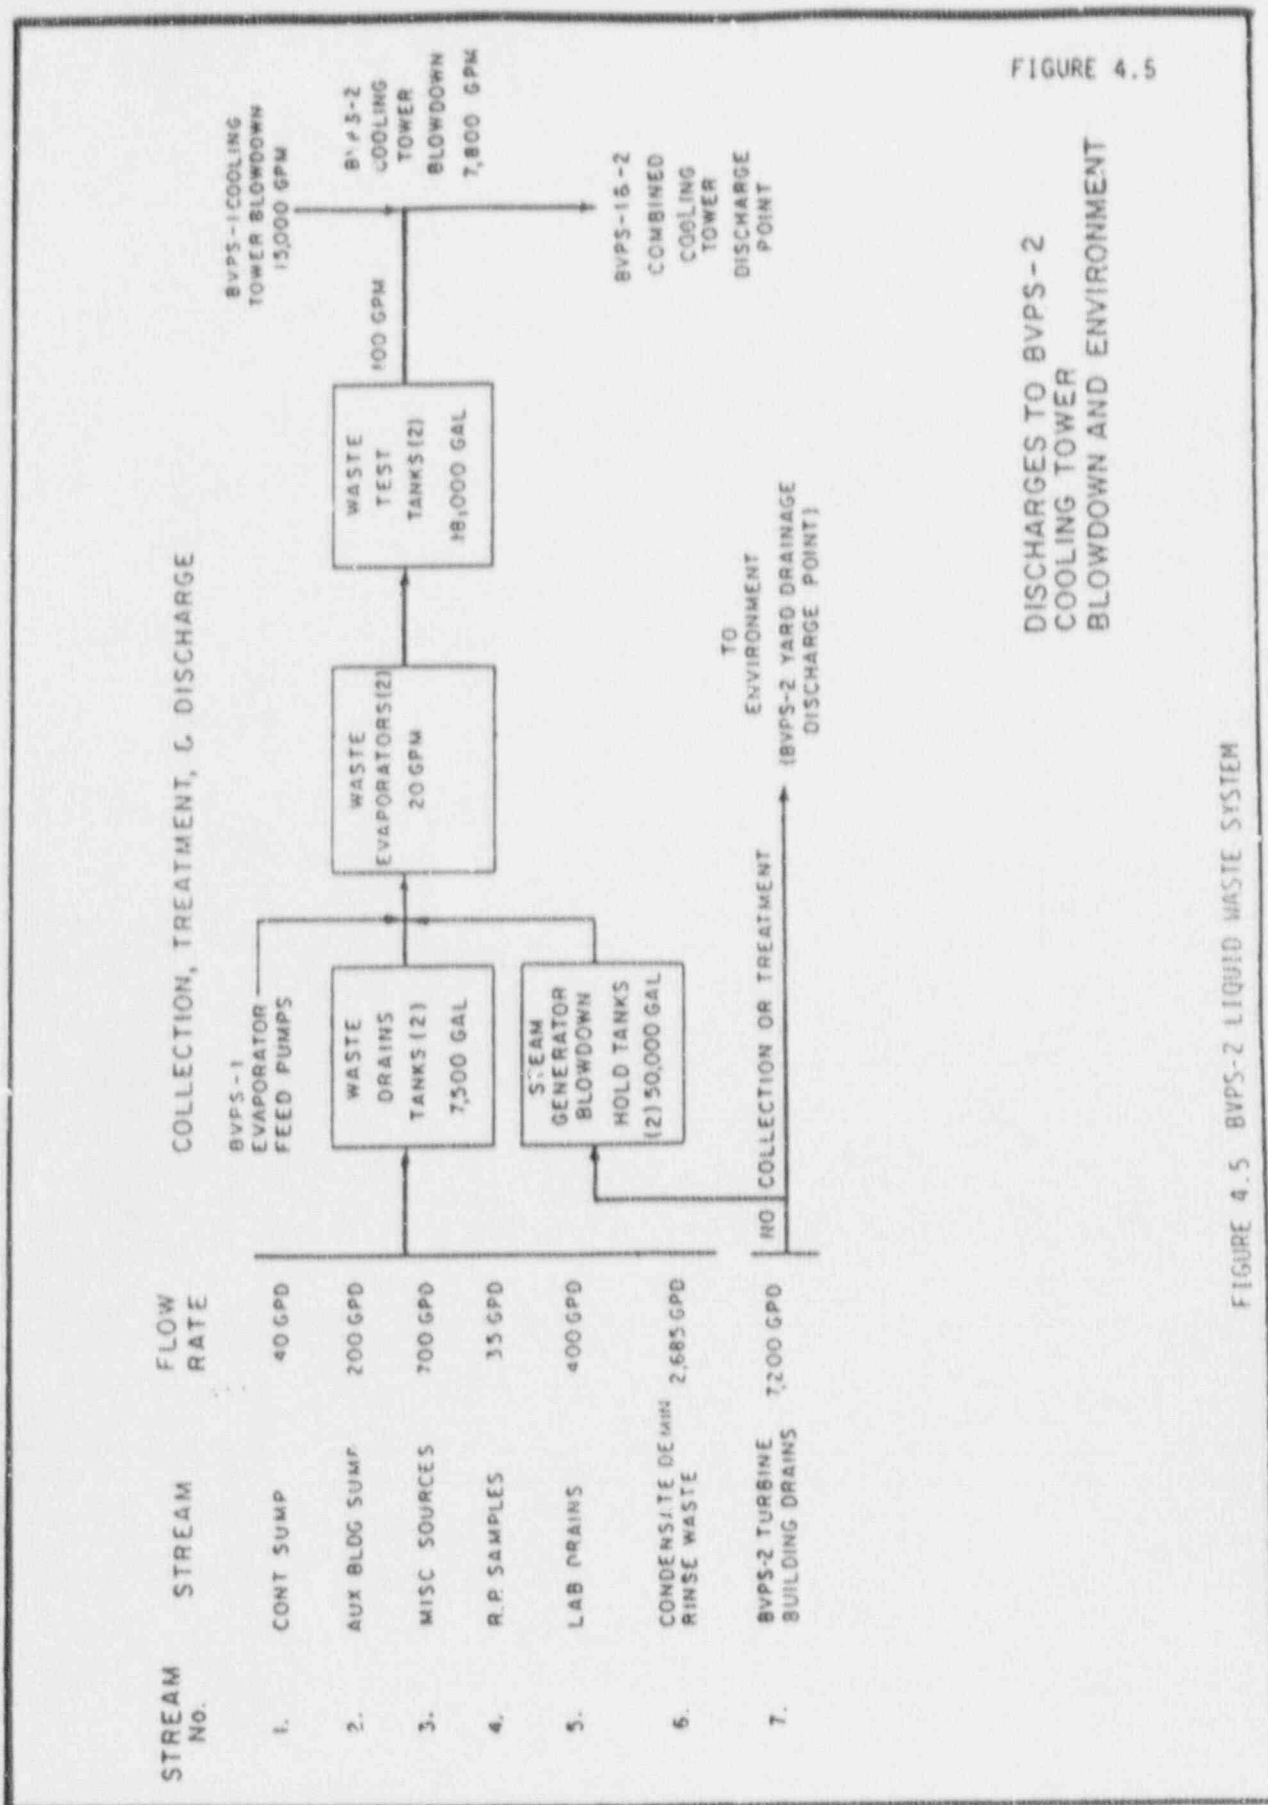 FIGURE 4.5
COLLECTION, TREATMENT, & DISCHARGE
STREAM
No.
STREAM
FLOW
RATE
1.
CONT SUMP
40 GPD
2.
AUX BLDG SUMP
200 GPD
3.
MISC SOURCES
700 GPD
4.
R.P. SAMPLES
35 GPD
5.
LAB DRAINS
400 GPD
6.
CONDENSATE DEMIN
RINSE WASTE
2,685 GPD
7.
BVPS-2 TURBINE
BUILDING DRAINS
7,200 GPD
BVPS-1
EVAPORATOR
FEED PUMPS
WASTE
DRAINS
TANKS (2)
7,500 GAL
STEAM
GENERATOR
BLOWDOWN
HOLD TANKS
(2) 50,000 GAL
NO COLLECTION OR TREATMENT
WASTE
EVAPORATORS(2)
20 GPM
WASTE
TEST
TANKS(2)
18,000 GAL
100 GPM
BVPS-1 COOLING
TOWER BLOWDOWN
15,000 GPM
BVPS-2
COOLING
TOWER
BLOWDOWN
7,800 GPM
BVPS-1&-2
COMBINED
COOLING
TOWER
DISCHARGE
POINT
TO
ENVIRONMENT
(BVPS-2 YARD DRAINAGE
DISCHARGE POINT)
DISCHARGES TO BVPS-2
COOLING TOWER
BLOWDOWN AND ENVIRONMENT
FIGURE 4.5 BVPS-2 LIQUID WASTE SYSTEM